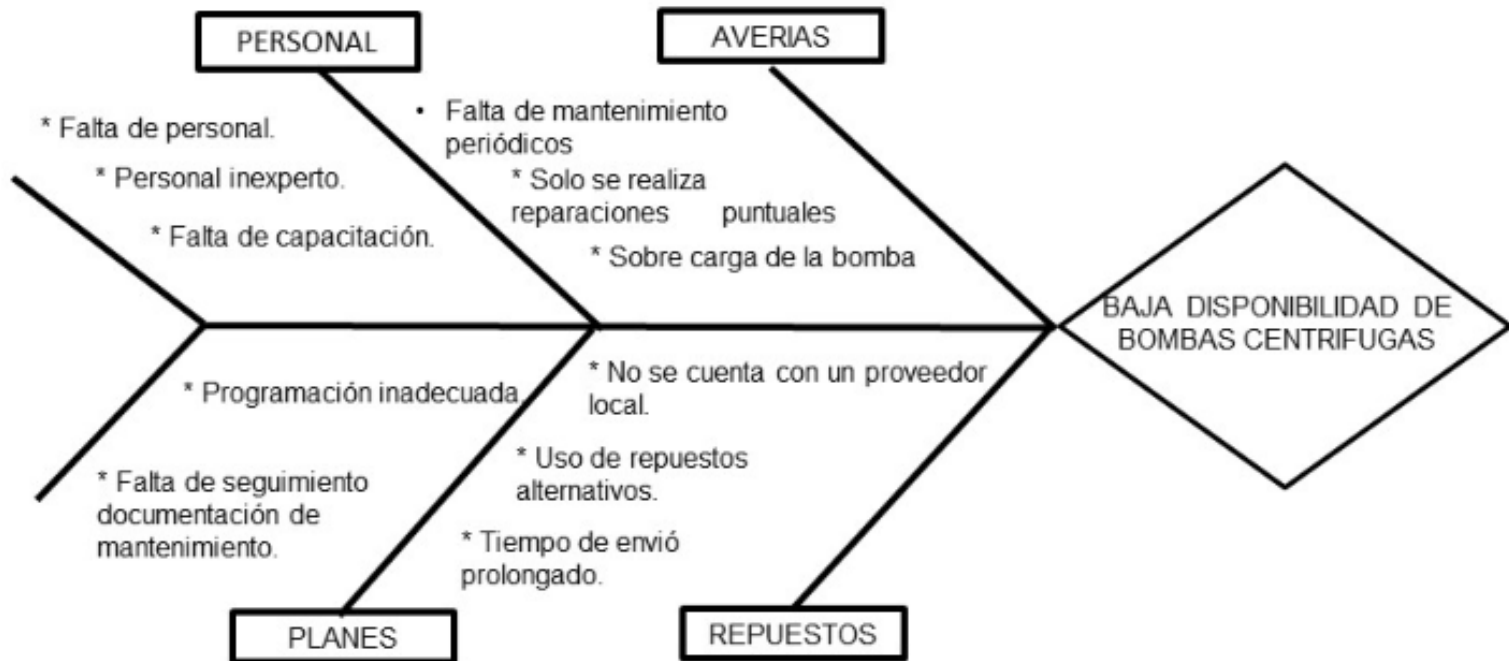 PERSONAL
AVERIAS
* Falta de personal.
* Personal inexperto.
* Falta de capacitación.
• Falta de mantenimiento
periódicos
* Solo se realiza
reparaciones puntuales
* Sobre carga de la bomba
BAJA DISPONIBILIDAD DE
BOMBAS CENTRIFUGAS
* Programación inadecuada.
* Falta de seguimiento
documentación de
mantenimiento.
* No se cuenta con un proveedor
local.
* Uso de repuestos
alternativos.
* Tiempo de envió
prolongado.
PLANES
REPUESTOS